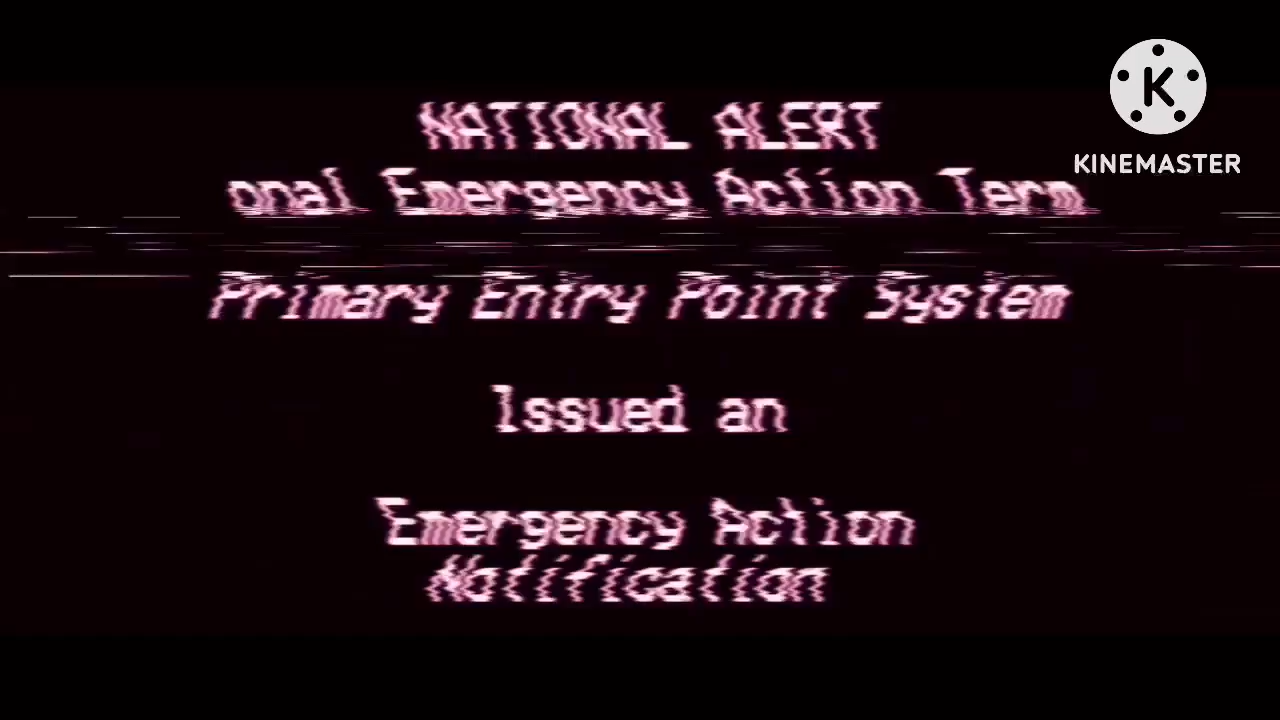 NATIONAL ALERT
onal Emergency Action Term
Primary Entry Point System
Issued an
Emergency Action
Notification
K
KINEMASTER